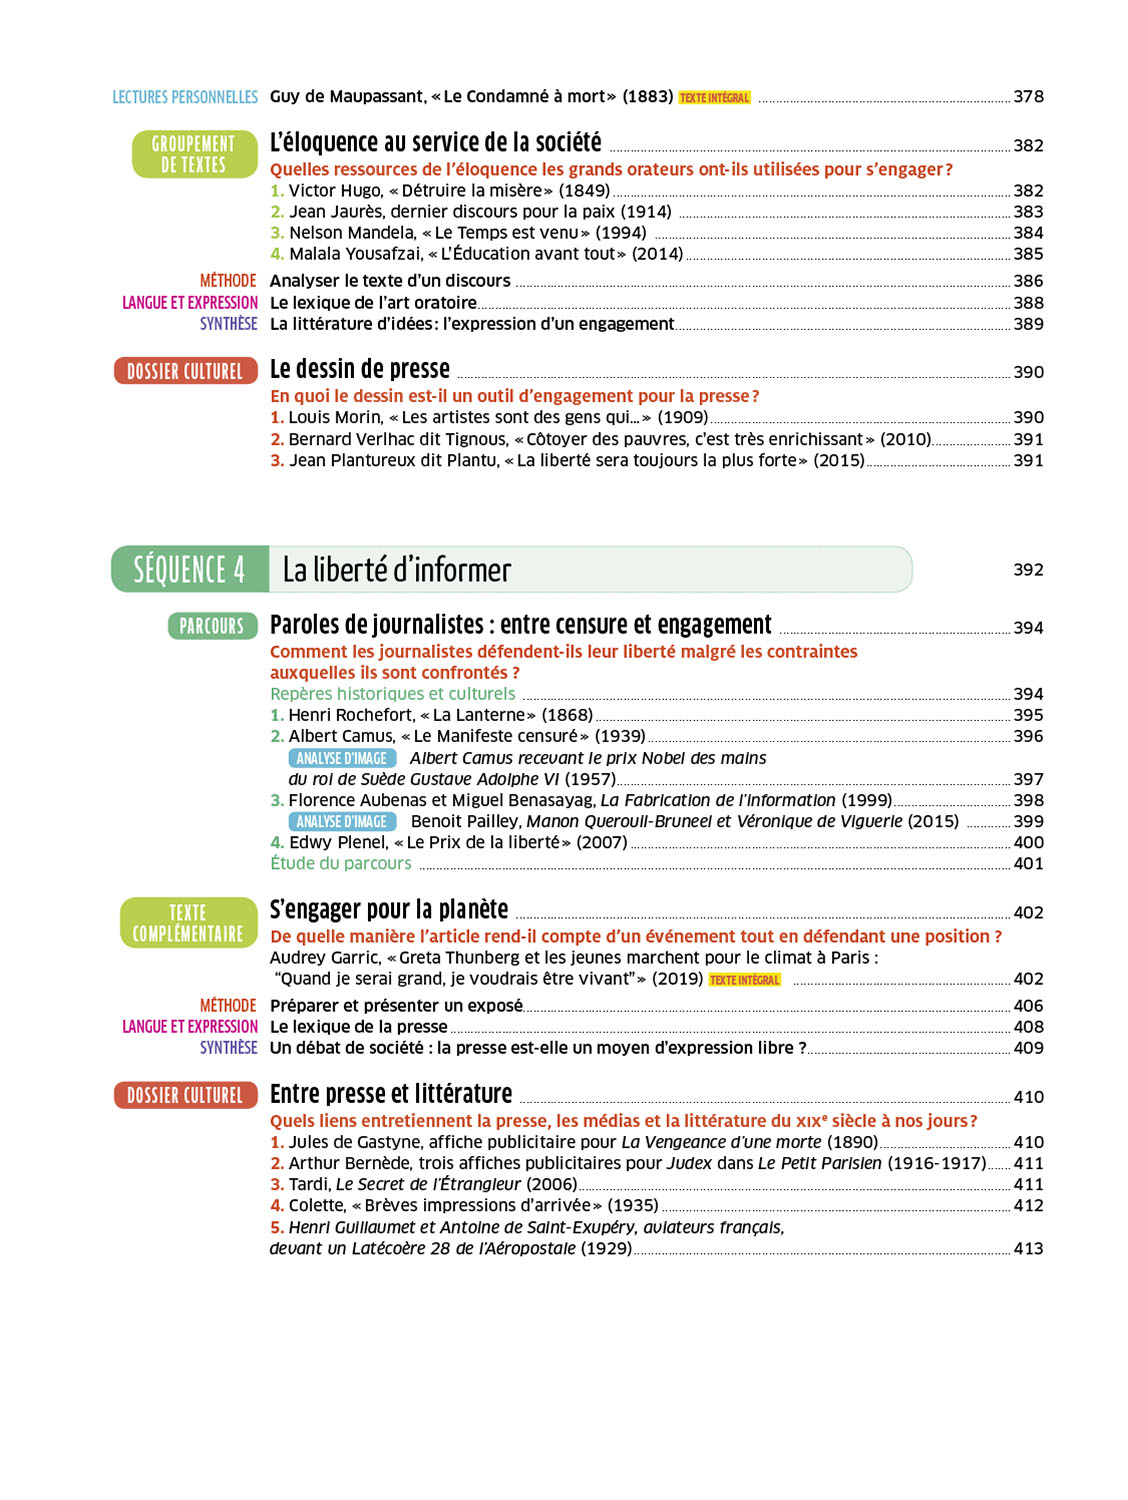 LECTURES PERSONNELLES Guy de Maupassant, « Le Condamné à mort » (1883) TEXTE INTÉGRAL 378
GROUPEMENT DE TEXTES L’éloquence au service de la société 382
Quelles ressources de l’éloquence les grands orateurs ont-ils utilisées pour s’engager ?
1. Victor Hugo, « Détruire la misère » (1849) 382
2. Jean Jaurès, dernier discours pour la paix (1914) 383
3. Nelson Mandela, « Le Temps est venu » (1994) 384
4. Malala Yousafzai, « L’Éducation avant tout » (2014) 385
MÉTHODE Analyser le texte d’un discours 386
LANGUE ET EXPRESSION Le lexique de l’art oratoire 388
SYNTHÈSE La littérature d’idées : l’expression d’un engagement 389
DOSSIER CULTUREL Le dessin de presse 390
En quoi le dessin est-il un outil d’engagement pour la presse ?
1. Louis Morin, « Les artistes sont des gens qui... » (1909) 390
2. Bernard Verlhac dit Tignous, « Côtoyer des pauvres, c’est très enrichissant » (2010) 391
3. Jean Plantureux dit Plantu, « La liberté sera toujours la plus forte » (2015) 391
SÉQUENCE 4 La liberté d’informer 392
PARCOURS Paroles de journalistes : entre censure et engagement 394
Comment les journalistes défendent-ils leur liberté malgré les contraintes
auxquelles ils sont confrontés ?
Repères historiques et culturels 394
1. Henri Rochefort, « La Lanterne » (1868) 395
2. Albert Camus, « Le Manifeste censuré » (1939) 396
ANALYSE D’IMAGE Albert Camus recevant le prix Nobel des mains
du roi de Suède Gustave Adolphe VI (1957) 397
3. Florence Aubenas et Miguel Benasayag, La Fabrication de l’information (1999) 398
ANALYSE D’IMAGE Benoit Pailley, Manon Querouil-Bruneel et Véronique de Viguerie (2015) 399
4. Edwy Plenel, « Le Prix de la liberté » (2007) 400
Étude du parcours 401
TEXTE COMPLÉMENTAIRE S’engager pour la planète 402
De quelle manière l’article rend-il compte d’un événement tout en défendant une position ?
Audrey Garric, « Greta Thunberg et les jeunes marchent pour le climat à Paris :
“Quand je serai grand, je voudrais être vivant” » (2019) TEXTE INTÉGRAL 402
MÉTHODE Préparer et présenter un exposé 406
LANGUE ET EXPRESSION Le lexique de la presse 408
SYNTHÈSE Un débat de société : la presse est-elle un moyen d’expression libre ? 409
DOSSIER CULTUREL Entre presse et littérature 410
Quels liens entretiennent la presse, les médias et la littérature du XIXe siècle à nos jours ?
1. Jules de Gastyne, affiche publicitaire pour La Vengeance d’une morte (1890) 410
2. Arthur Bernède, trois affiches publicitaires pour Judex dans Le Petit Parisien (1916-1917) 411
3. Tardi, Le Secret de l’Étrangleur (2006) 411
4. Colette, « Brèves impressions d’arrivée » (1935) 412
5. Henri Guillaumet et Antoine de Saint-Exupéry, aviateurs français,
devant un Latécoère 28 de l’Aéropostale (1929) 413